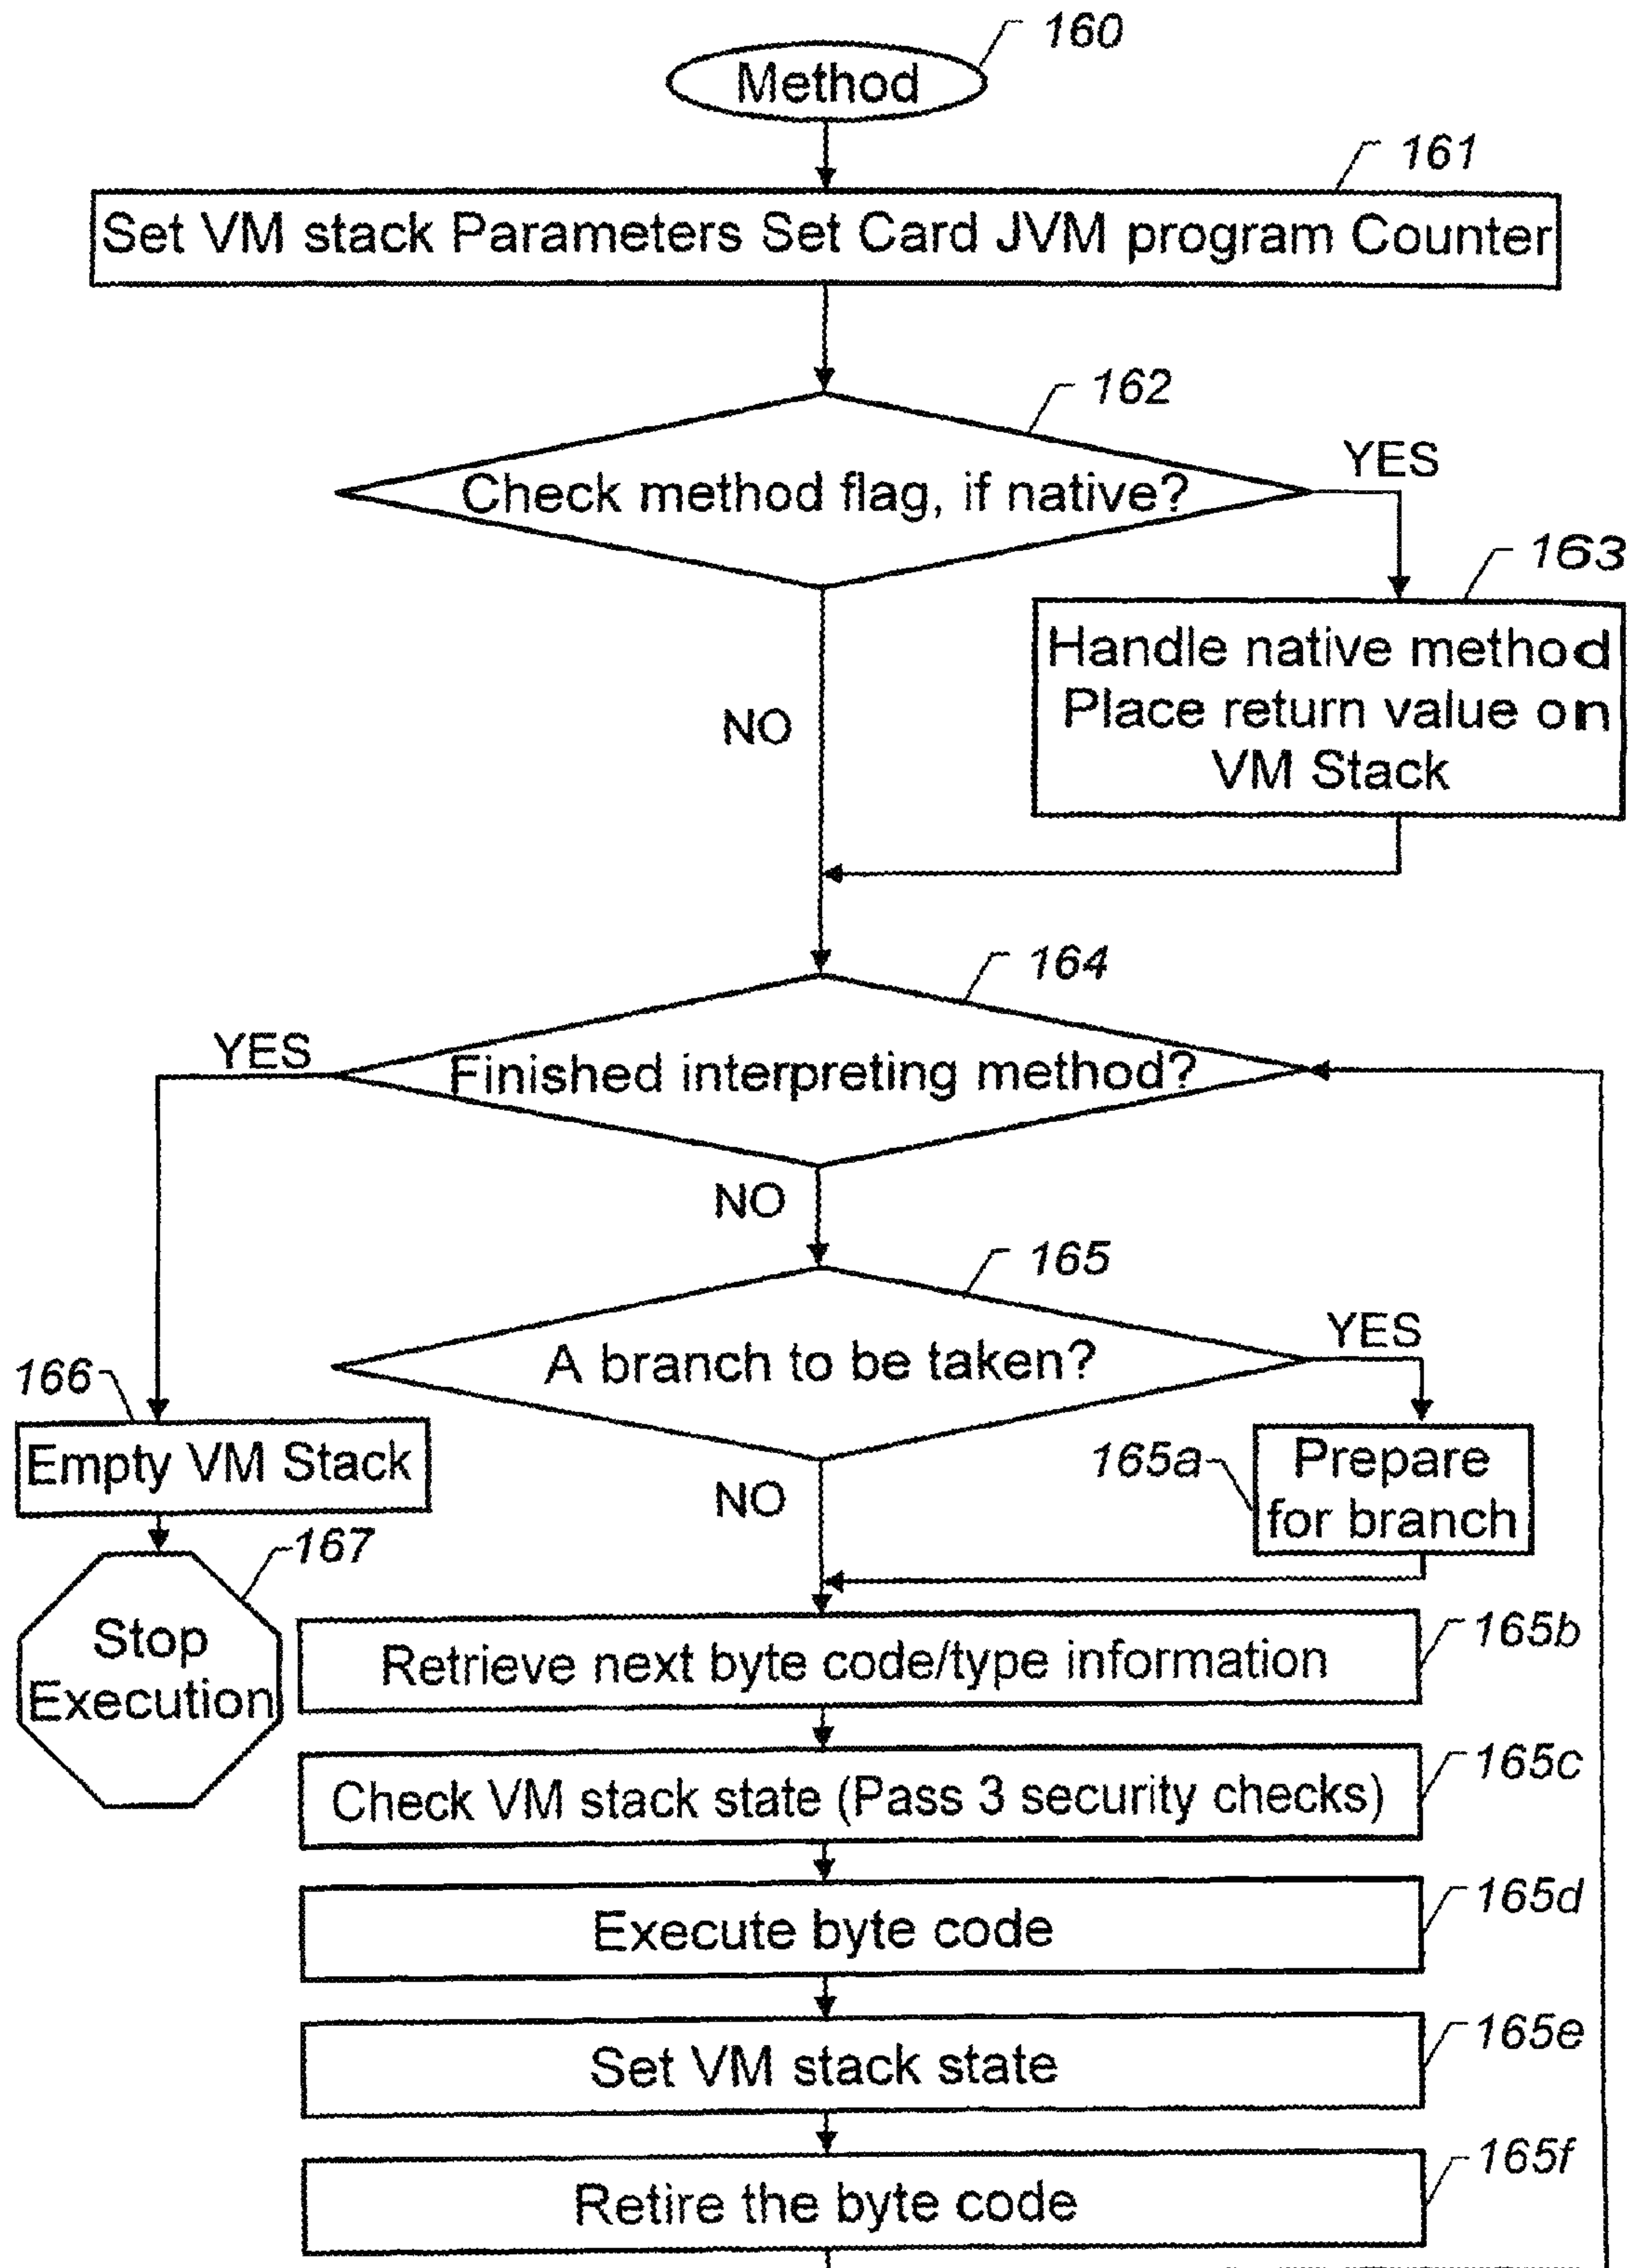 160
Method
161
Set VM stack Parameters Set Card JVM program Counter
162
Check method flag, if native?
YES
163
Handle native method
Place return value on
VM Stack
NO
164
YES
Finished interpreting method?
NO
165
A branch to be taken?
YES
166
Empty VM Stack
165a
Prepare
for branch
NO
167
Stop
Execution
165b
Retrieve next byte code/type information
165c
Check VM stack state (Pass 3 security checks)
165d
Execute byte code
165e
Set VM stack state
165f
Retire the byte code